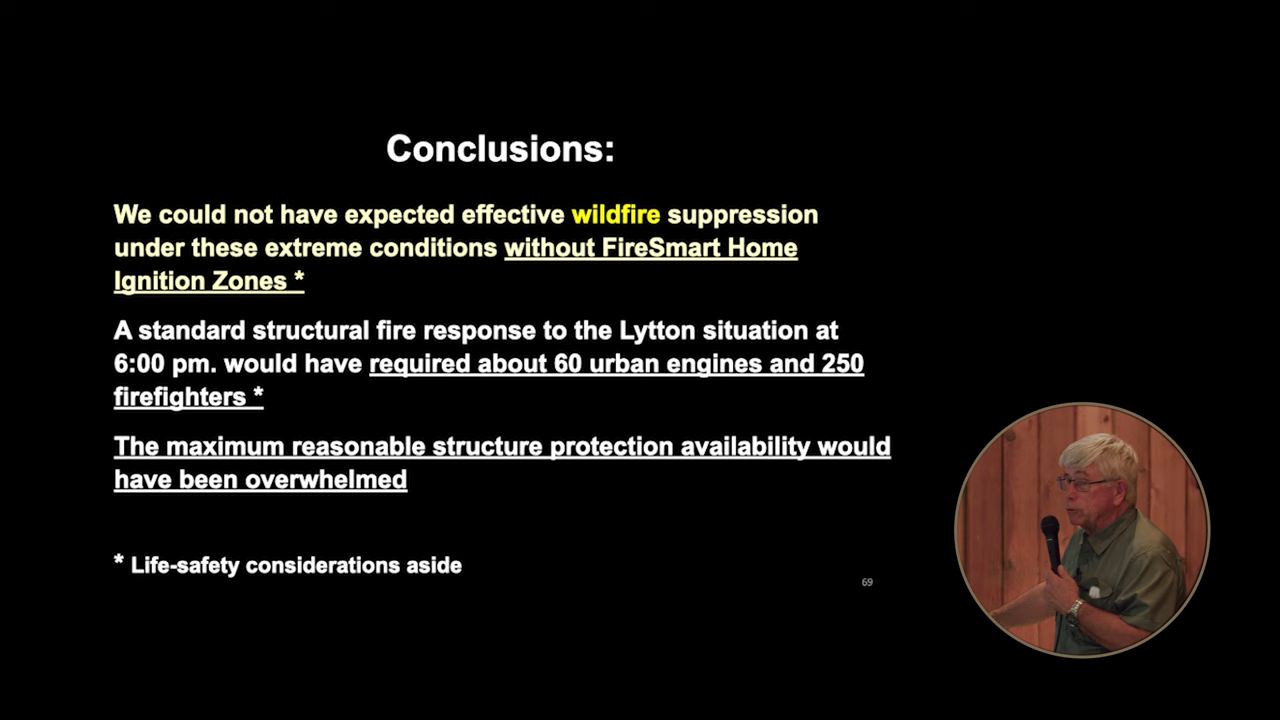 Conclusions:
We could not have expected effective wildfire suppression
under these extreme conditions without FireSmart Home
Ignition Zones *
A standard structural fire response to the Lytton situation at
6:00 pm. would have required about 60 urban engines and 250
firefighters *
The maximum reasonable structure protection availability would
have been overwhelmed
* Life-safety considerations aside
69